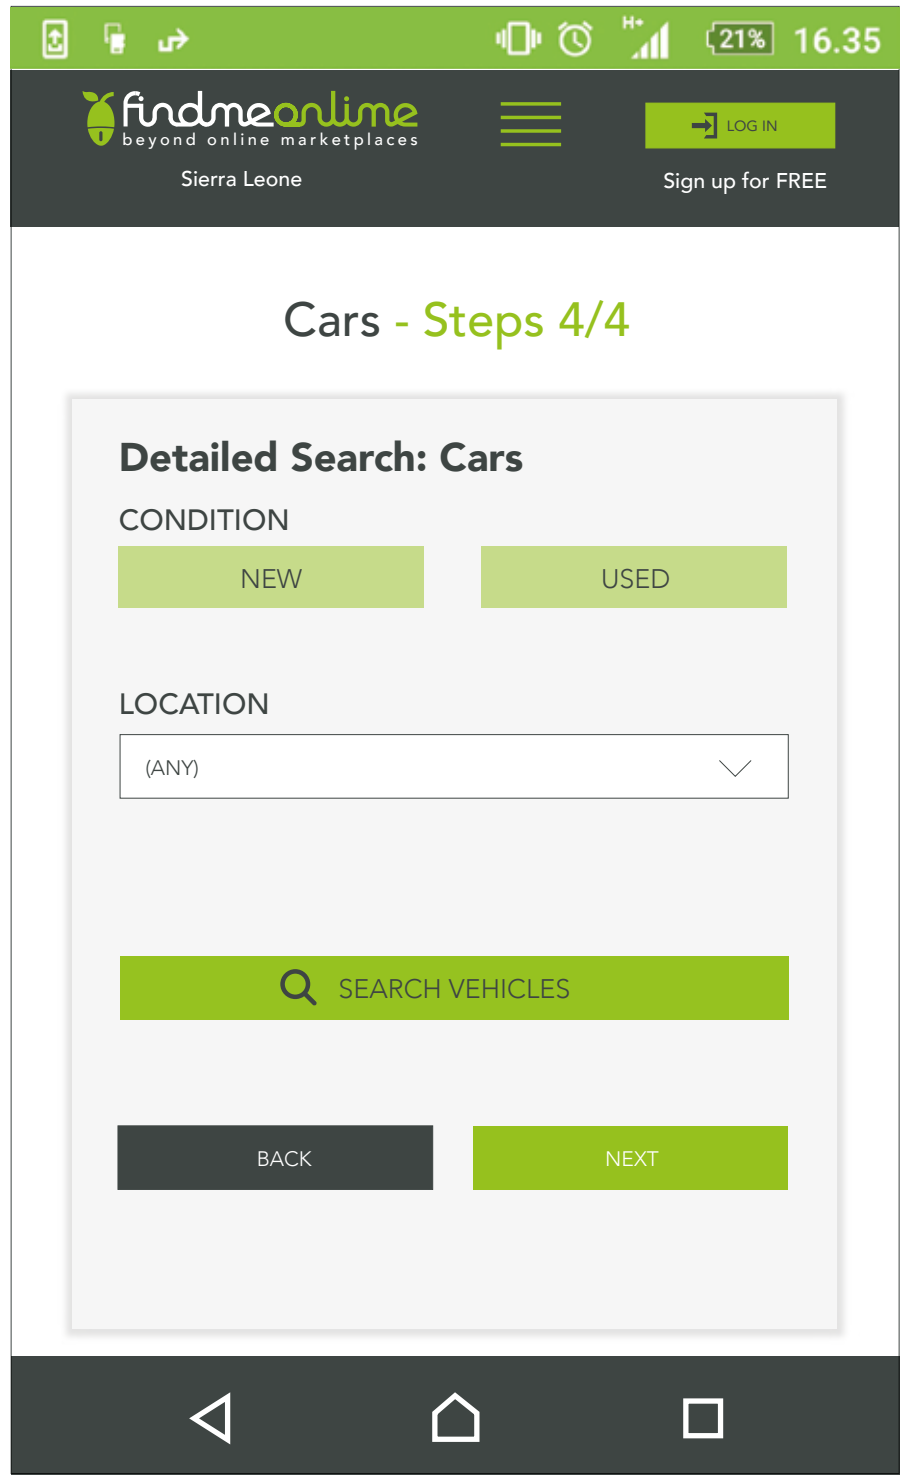 H+ 21% 16.35
findmeonlime
beyond online marketplaces
LOG IN
Sierra Leone
Sign up for FREE
Cars - Steps 4/4
Detailed Search: Cars
CONDITION
NEW USED
LOCATION
(ANY)
SEARCH VEHICLES
BACK NEXT